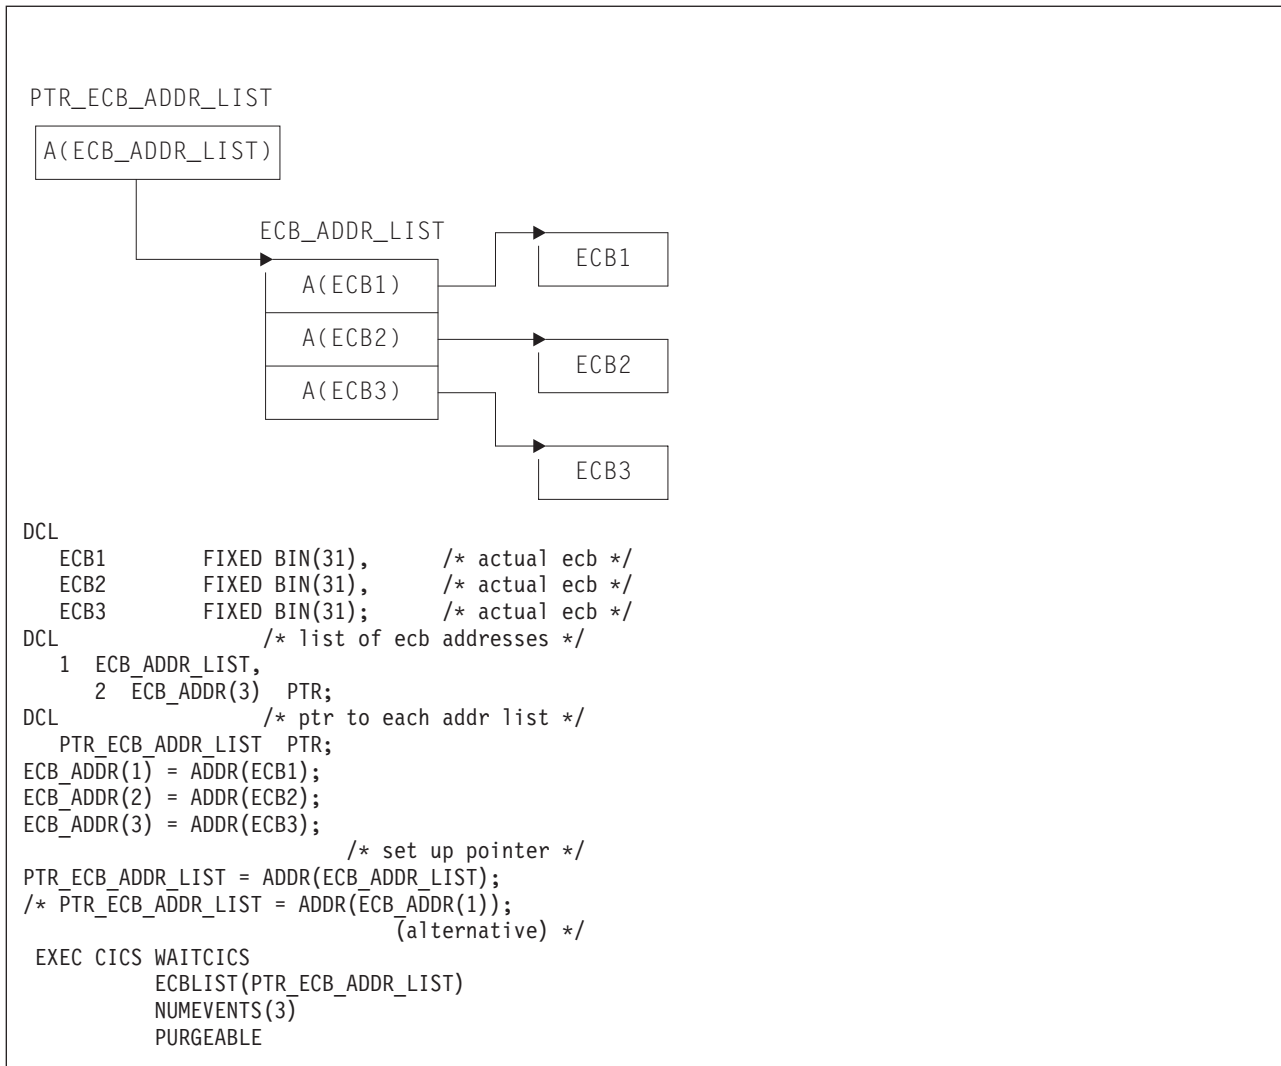 PTR_ECB_ADDR_LIST
A(ECB_ADDR_LIST)
ECB_ADDR_LIST
ECB1
A(ECB1)
A(ECB2)
ECB2
A(ECB3)
ECB3
DCL
ECB1 FIXED BIN(31), /* actual ecb */
ECB2 FIXED BIN(31), /* actual ecb */
ECB3 FIXED BIN(31); /* actual ecb */
DCL /* list of ecb addresses */
1 ECB_ADDR_LIST,
2 ECB_ADDR(3) PTR;
DCL /* ptr to each addr list */
PTR_ECB_ADDR_LIST PTR;
ECB_ADDR(1) = ADDR(ECB1);
ECB_ADDR(2) = ADDR(ECB2);
ECB_ADDR(3) = ADDR(ECB3);
/* set up pointer */
PTR_ECB_ADDR_LIST = ADDR(ECB_ADDR_LIST);
/* PTR_ECB_ADDR_LIST = ADDR(ECB_ADDR(1));
(alternative) */
EXEC CICS WAITCICS
ECBLIST(PTR_ECB_ADDR_LIST)
NUMEVENTS(3)
PURGEABLE